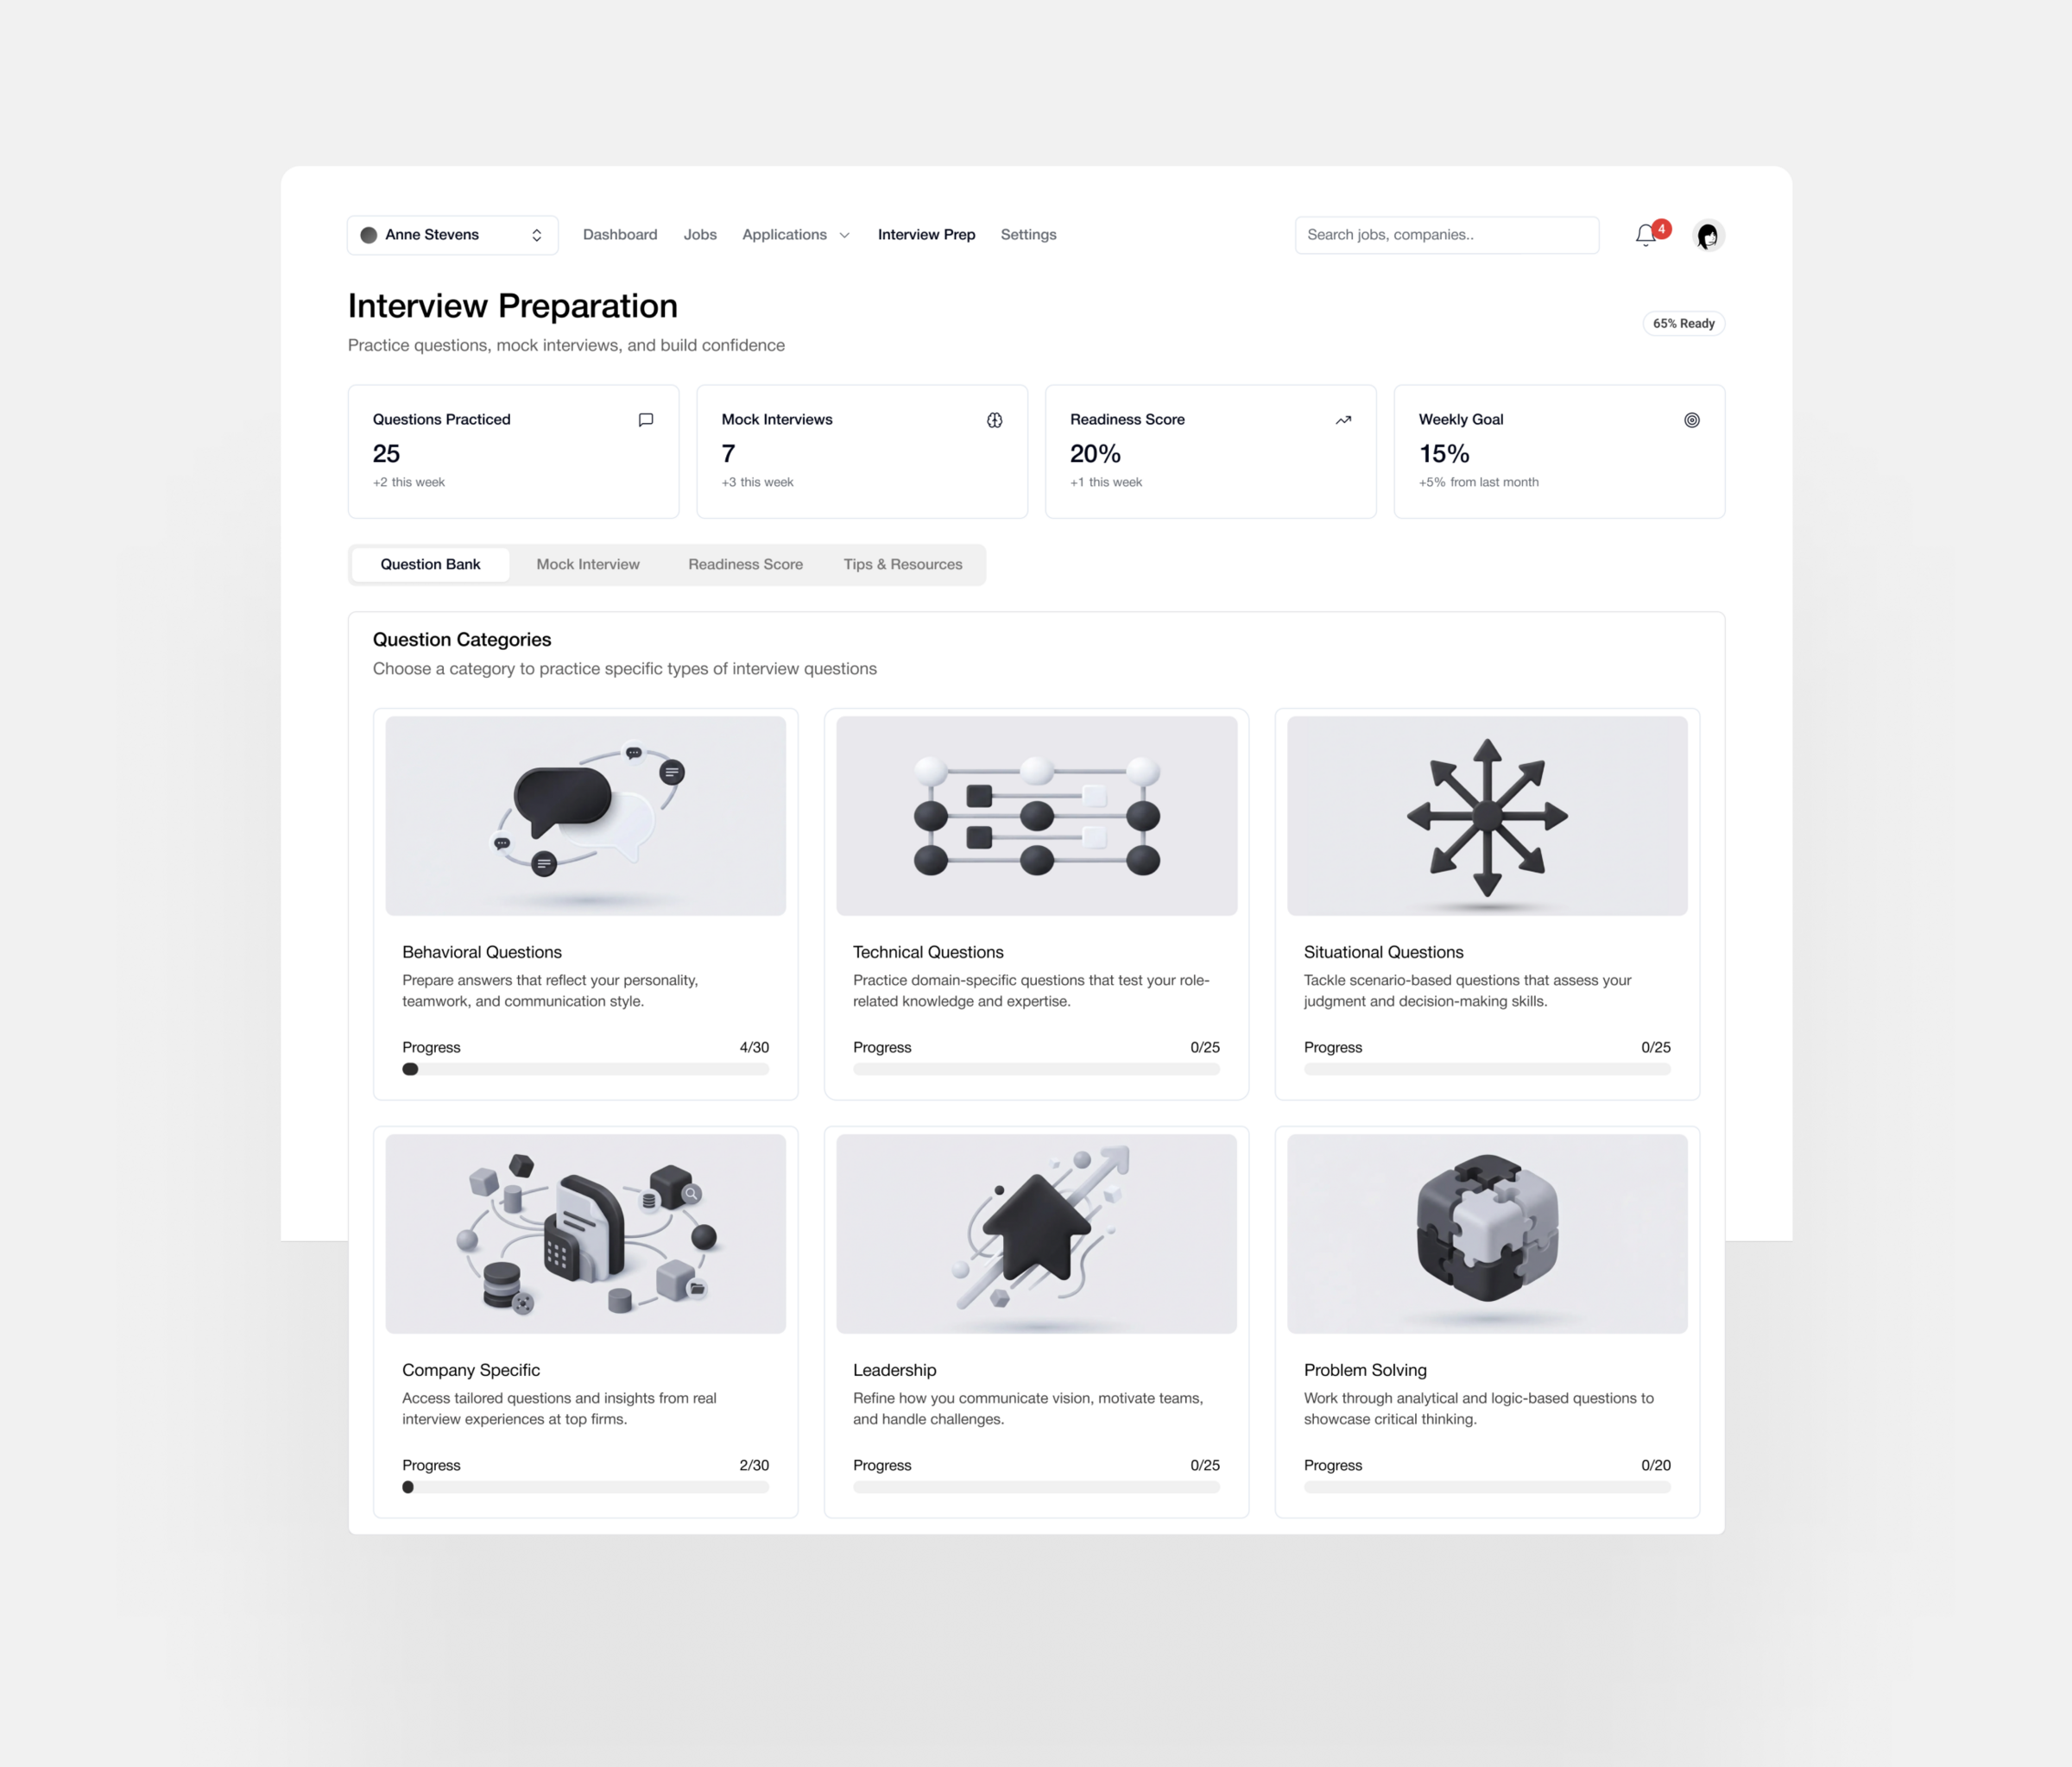 Anne Stevens
Dashboard
Jobs
Applications
Interview Prep
Settings
Search jobs, companies..
4
Interview Preparation
Practice questions, mock interviews, and build confidence
65% Ready
Questions Practiced
25
+2 this week
Mock Interviews
7
+3 this week
Readiness Score
20%
+1 this week
Weekly Goal
15%
+5% from last month
Question Bank
Mock Interview
Readiness Score
Tips & Resources
Question Categories
Choose a category to practice specific types of interview questions
Behavioral Questions
Prepare answers that reflect your personality,
teamwork, and communication style.
Progress
4/30
Technical Questions
Practice domain-specific questions that test your role-
related knowledge and expertise.
Progress
0/25
Situational Questions
Tackle scenario-based questions that assess your
judgment and decision-making skills.
Progress
0/25
Company Specific
Access tailored questions and insights from real
interview experiences at top firms.
Progress
2/30
Leadership
Refine how you communicate vision, motivate teams,
and handle challenges.
Progress
0/25
Problem Solving
Work through analytical and logic-based questions to
showcase critical thinking.
Progress
0/20